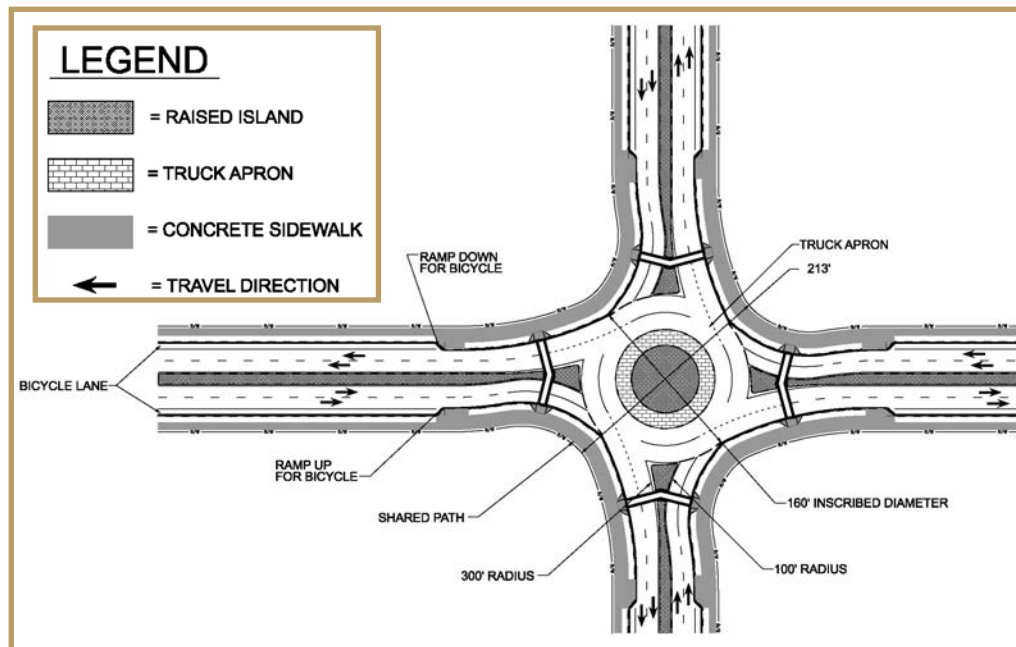 LEGEND
= RAISED ISLAND
= TRUCK APRON
= CONCRETE SIDEWALK
= TRAVEL DIRECTION
RAMP DOWN
FOR BICYCLE
TRUCK APRON
213'
BICYCLE LANE
RAMP UP
FOR BICYCLE
SHARED PATH
160' INSCRIBED DIAMETER
300' RADIUS
100' RADIUS